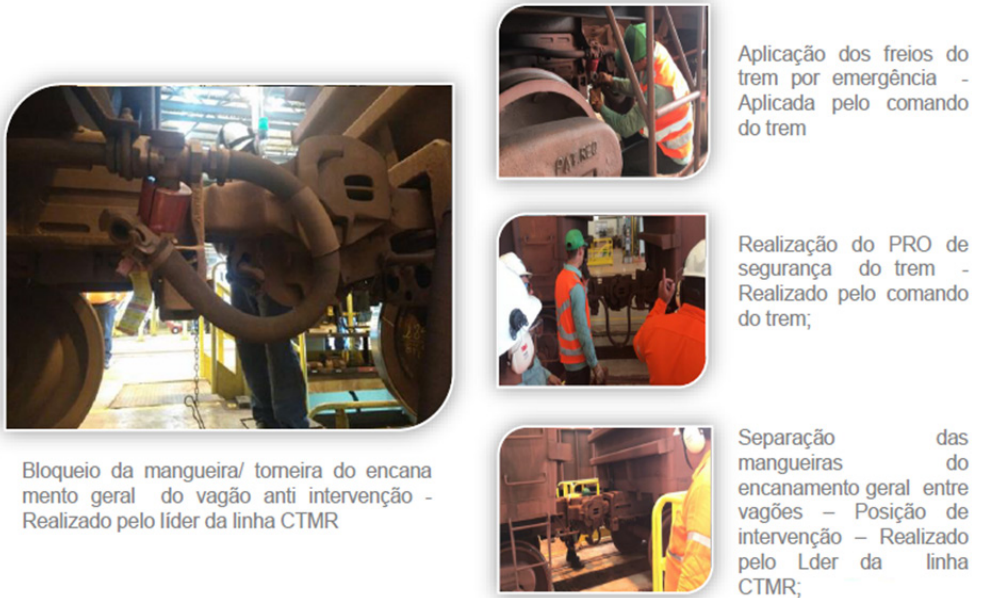 Aplicação dos freios do
trem por emergência -
Aplicada pelo comando
do trem
Realização do PRO de
segurança do trem -
Realizado pelo comando
do trem;
Bloqueio da mangueira/ torneira do encana
mento geral do vagão anti intervenção -
Realizado pelo líder da linha CTMR
Separação das
mangueiras do
encanamento geral entre
vagões – Posição de
intervenção – Realizado
pelo Lder da linha
CTMR;